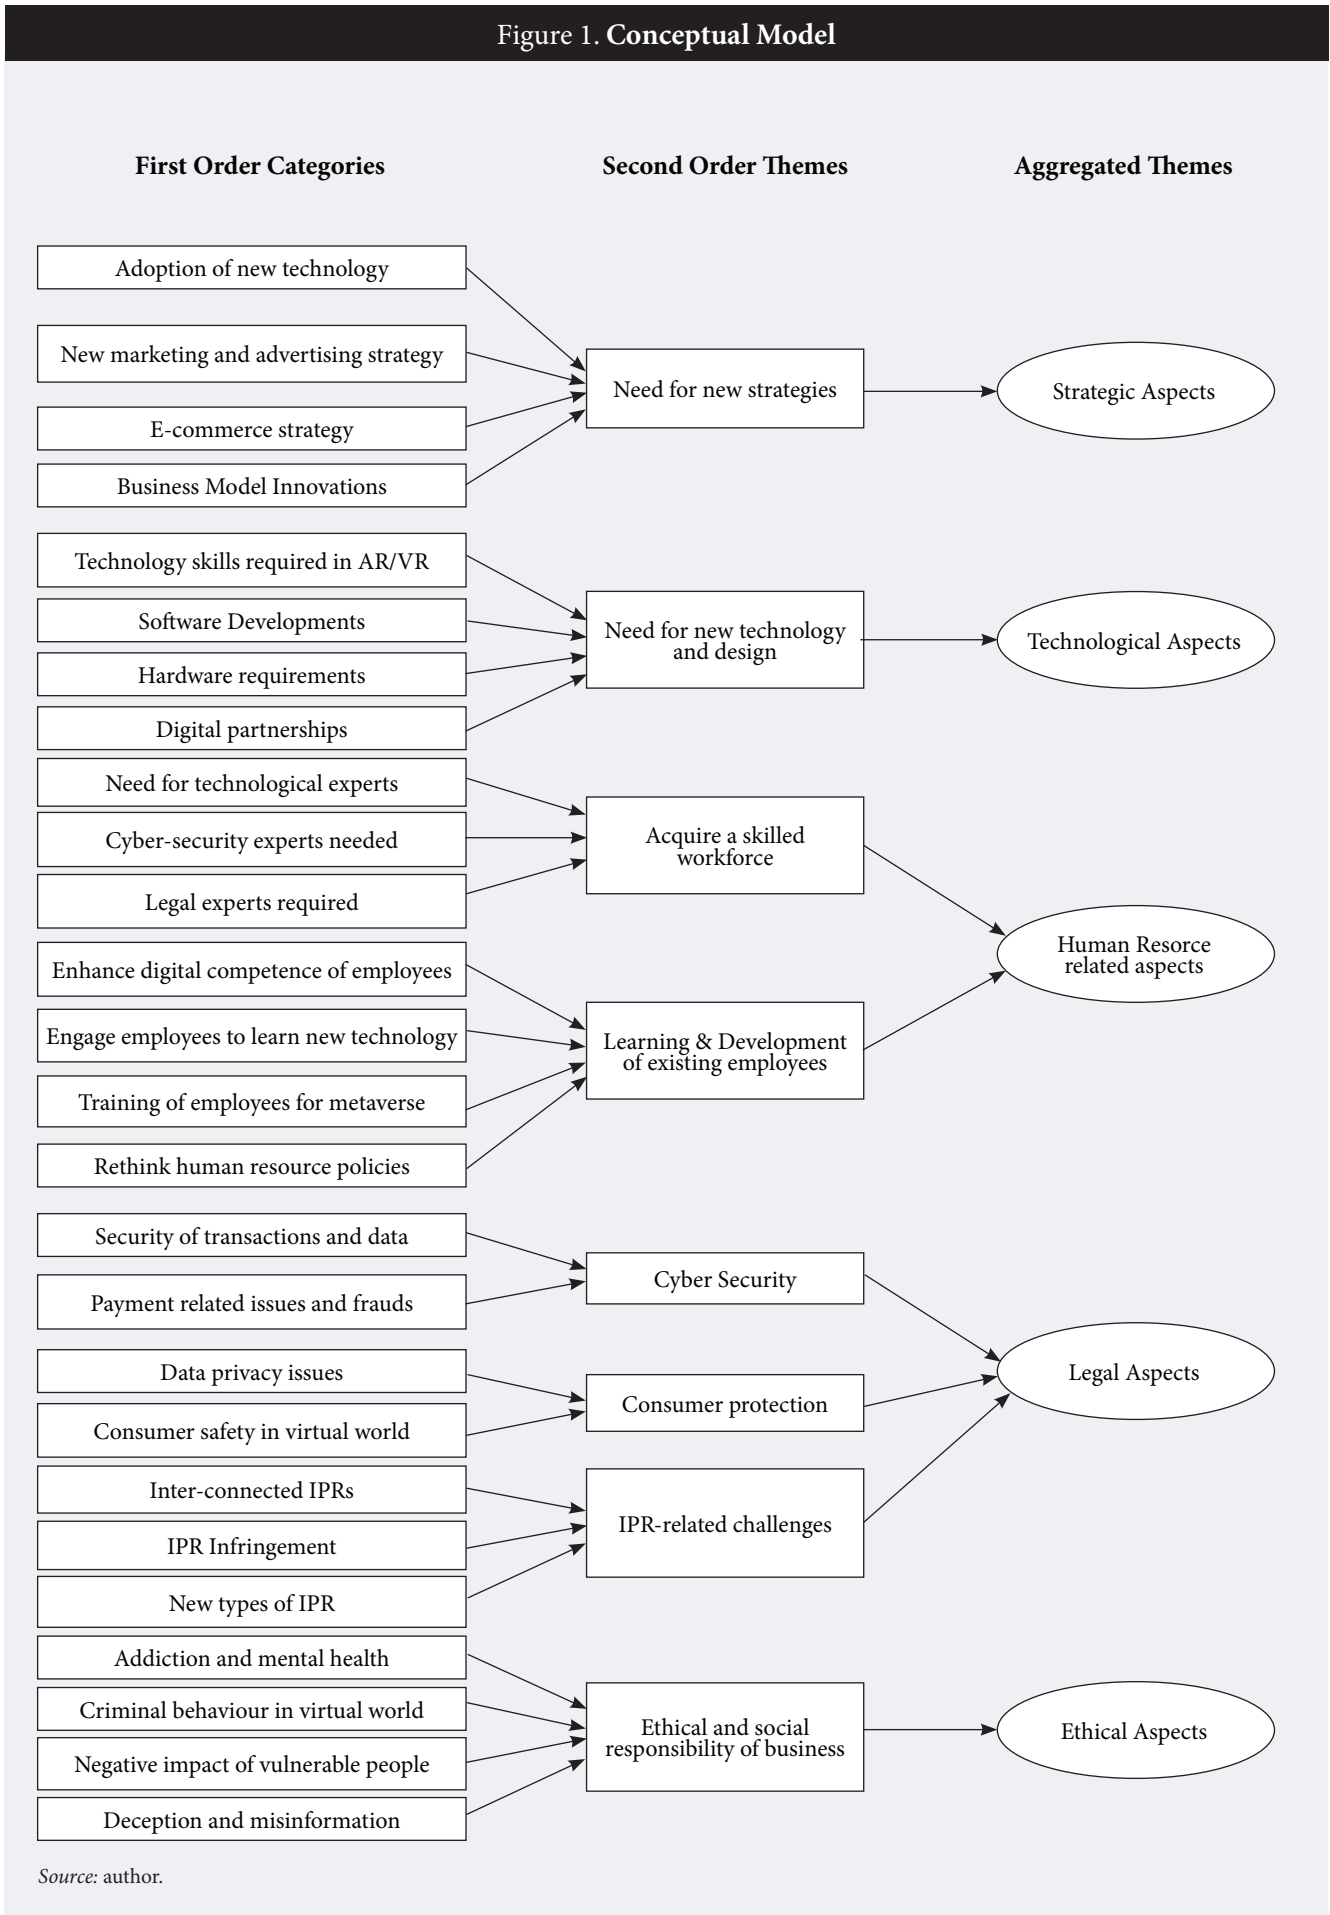 Figure 1. Conceptual Model
First Order Categories
Second Order Themes
Aggregated Themes
Adoption of new technology
New marketing and advertising strategy
E-commerce strategy
Business Model Innovations
Need for new strategies
Strategic Aspects
Technology skills required in AR/VR
Software Developments
Hardware requirements
Digital partnerships
Need for new technology
and design
Technological Aspects
Need for technological experts
Cyber-security experts needed
Legal experts required
Acquire a skilled
workforce
Enhance digital competence of employees
Engage employees to learn new technology
Training of employees for metaverse
Rethink human resource policies
Learning & Development
of existing employees
Human Resorce
related aspects
Security of transactions and data
Payment related issues and frauds
Cyber Security
Data privacy issues
Consumer safety in virtual world
Consumer protection
Inter-connected IPRs
IPR Infringement
New types of IPR
IPR-related challenges
Legal Aspects
Addiction and mental health
Criminal behaviour in virtual world
Negative impact of vulnerable people
Deception and misinformation
Ethical and social
responsibility of business
Ethical Aspects
Source: author.